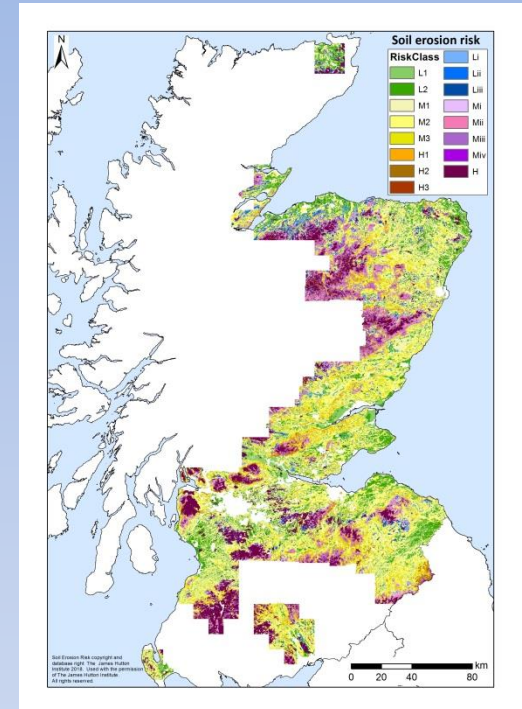 N
Soil erosion risk
RiskClass
L1
L2
M1
M2
M3
H1
H2
H3
Li
Lii
Liii
Mi
Mii
Miii
Miv
H
Soil Erosion Risk copyright and
database right The James Hutton
Institute 2018. Used with the permission
of The James Hutton Institute.
All rights reserved.
km
0 20 40 80